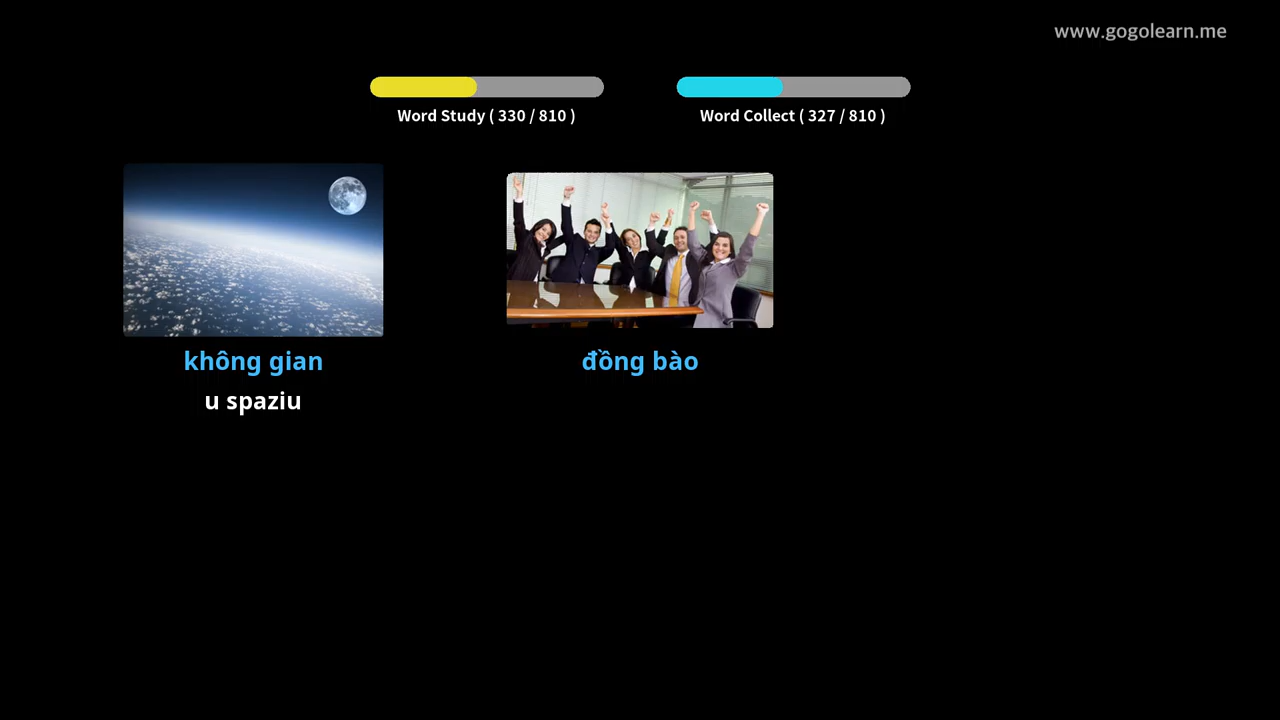 www.gogolearn.me
Word Study ( 330 / 810 )
Word Collect ( 327 / 810 )
không gian
u spaziu
đồng bào